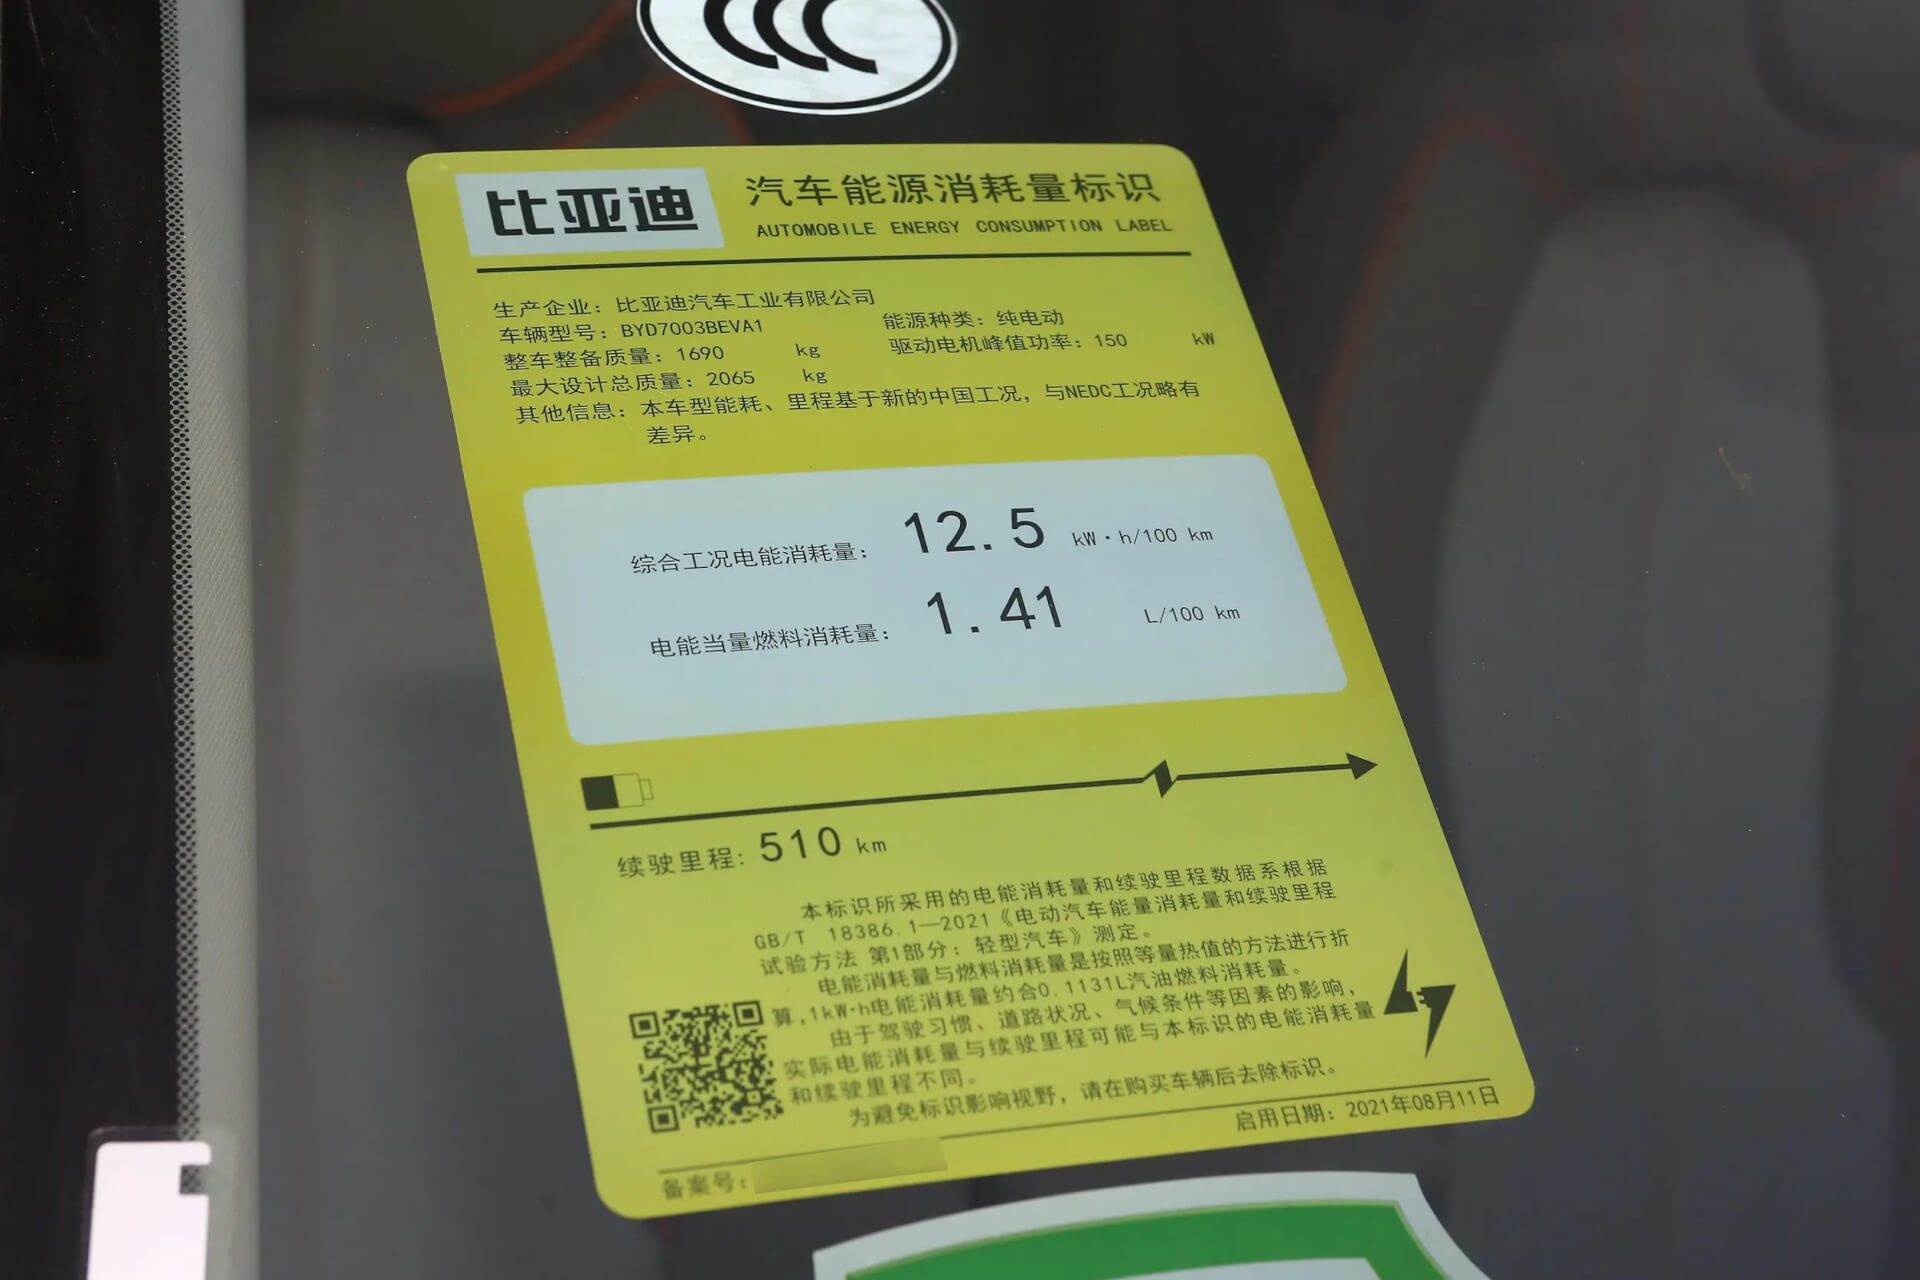 CCC
比亚迪
汽车能源消耗量标识
AUTOMOBILE ENERGY CONSUMPTION LABEL
生产企业：比亚迪汽车工业有限公司
车辆型号：BYD7003BEVA1
能源种类：纯电动
整车整备质量：1690 kg
驱动电机峰值功率：150 kW
最大设计总质量：2065 kg
其他信息：本车型能耗、里程基于新的中国工况，与NEDC工况略有
差异。
综合工况电能消耗量：12.5 kW·h/100 km
电能当量燃料消耗量：1.41 L/100 km
续驶里程：510 km
本标识所采用的电能消耗量和续驶里程数据系根据
GB/T 18386.1—2021《电动汽车能量消耗量和续驶里程
试验方法 第1部分：轻型汽车》测定。
电能消耗量与燃料消耗量是按照等量热值的方法进行折
算，1kW·h电能消耗量约合0.1131L汽油燃料消耗量。
由于驾驶习惯、道路状况、气候条件等因素的影响，
实际电能消耗量与续驶里程可能与本标识的电能消耗量
和续驶里程不同。
为避免标识影响视野，请在购买车辆后去除标识。
备案号：
启用日期：2021年08月11日